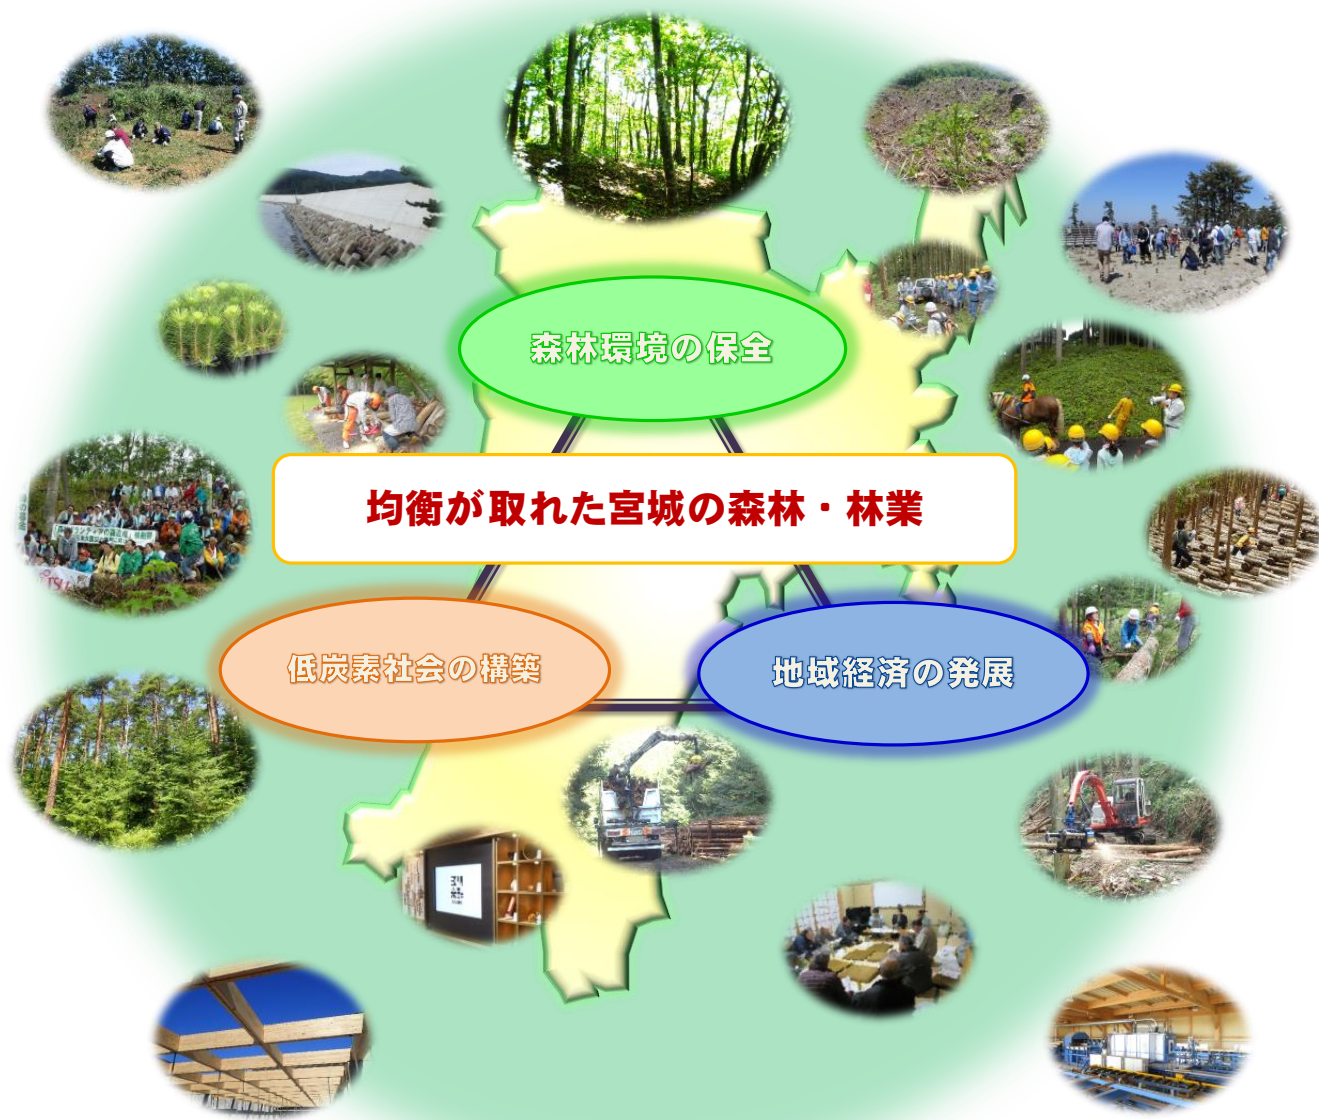 森林環境の保全
均衡が取れた宮城の森林・林業
低炭素社会の構築
地域経済の発展